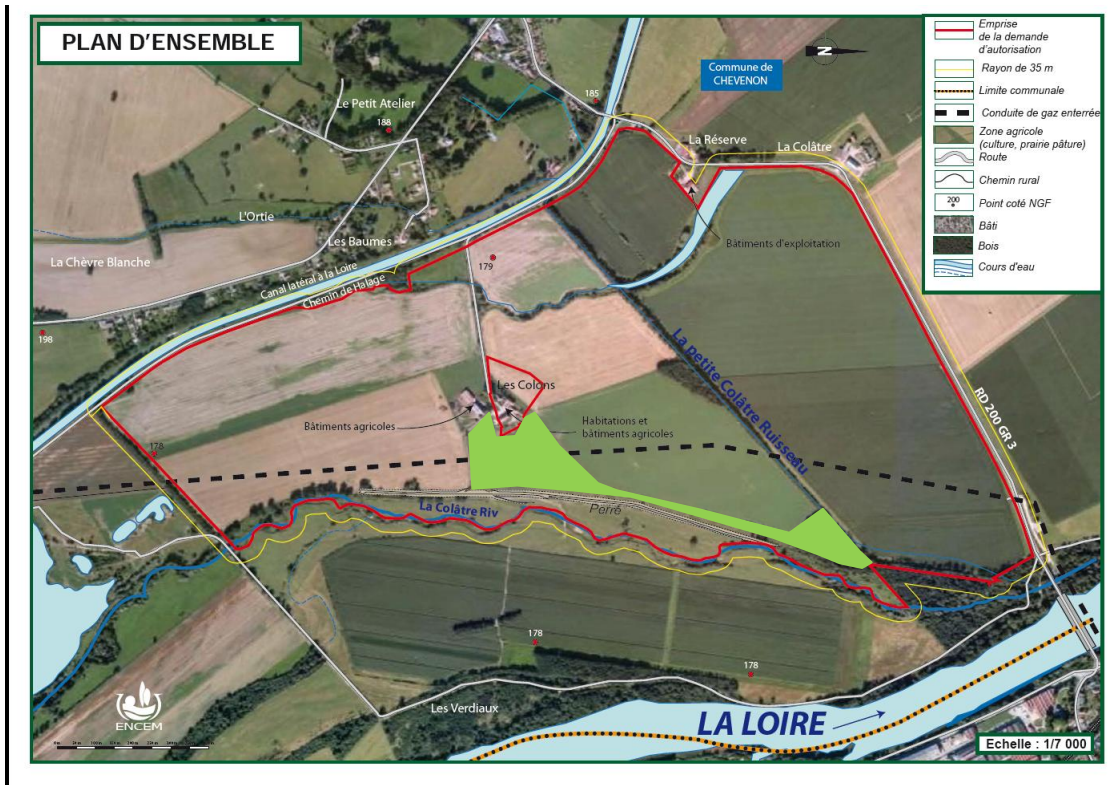 PLAN D'ENSEMBLE
Commune de
CHEVENON
N
Emprise
de la demande
d'autorisation
Rayon de 35 m
Limite communale
Conduite de gaz enterrée
Zone agricole
(culture, prairie pâture)
Route
Chemin rural
200
Point coté NGF
Bâti
Bois
Cours d'eau
185
Le Petit Atelier
188
La Réserve
La Colâtre
L'Ortie
Les Baumes
Bâtiments d'exploitation
La Chèvre Blanche
179
Canal latéral à la Loire
Chemin de Halage
198
La petite Colâtre Ruisseau
Les Colons
RD 200 GR 3
Bâtiments agricoles
Habitations et
bâtiments agricoles
178
La Colâtre Riv
Perré
178
178
Les Verdiaux
ENCEM
LA LOIRE
Echelle : 1/7 000